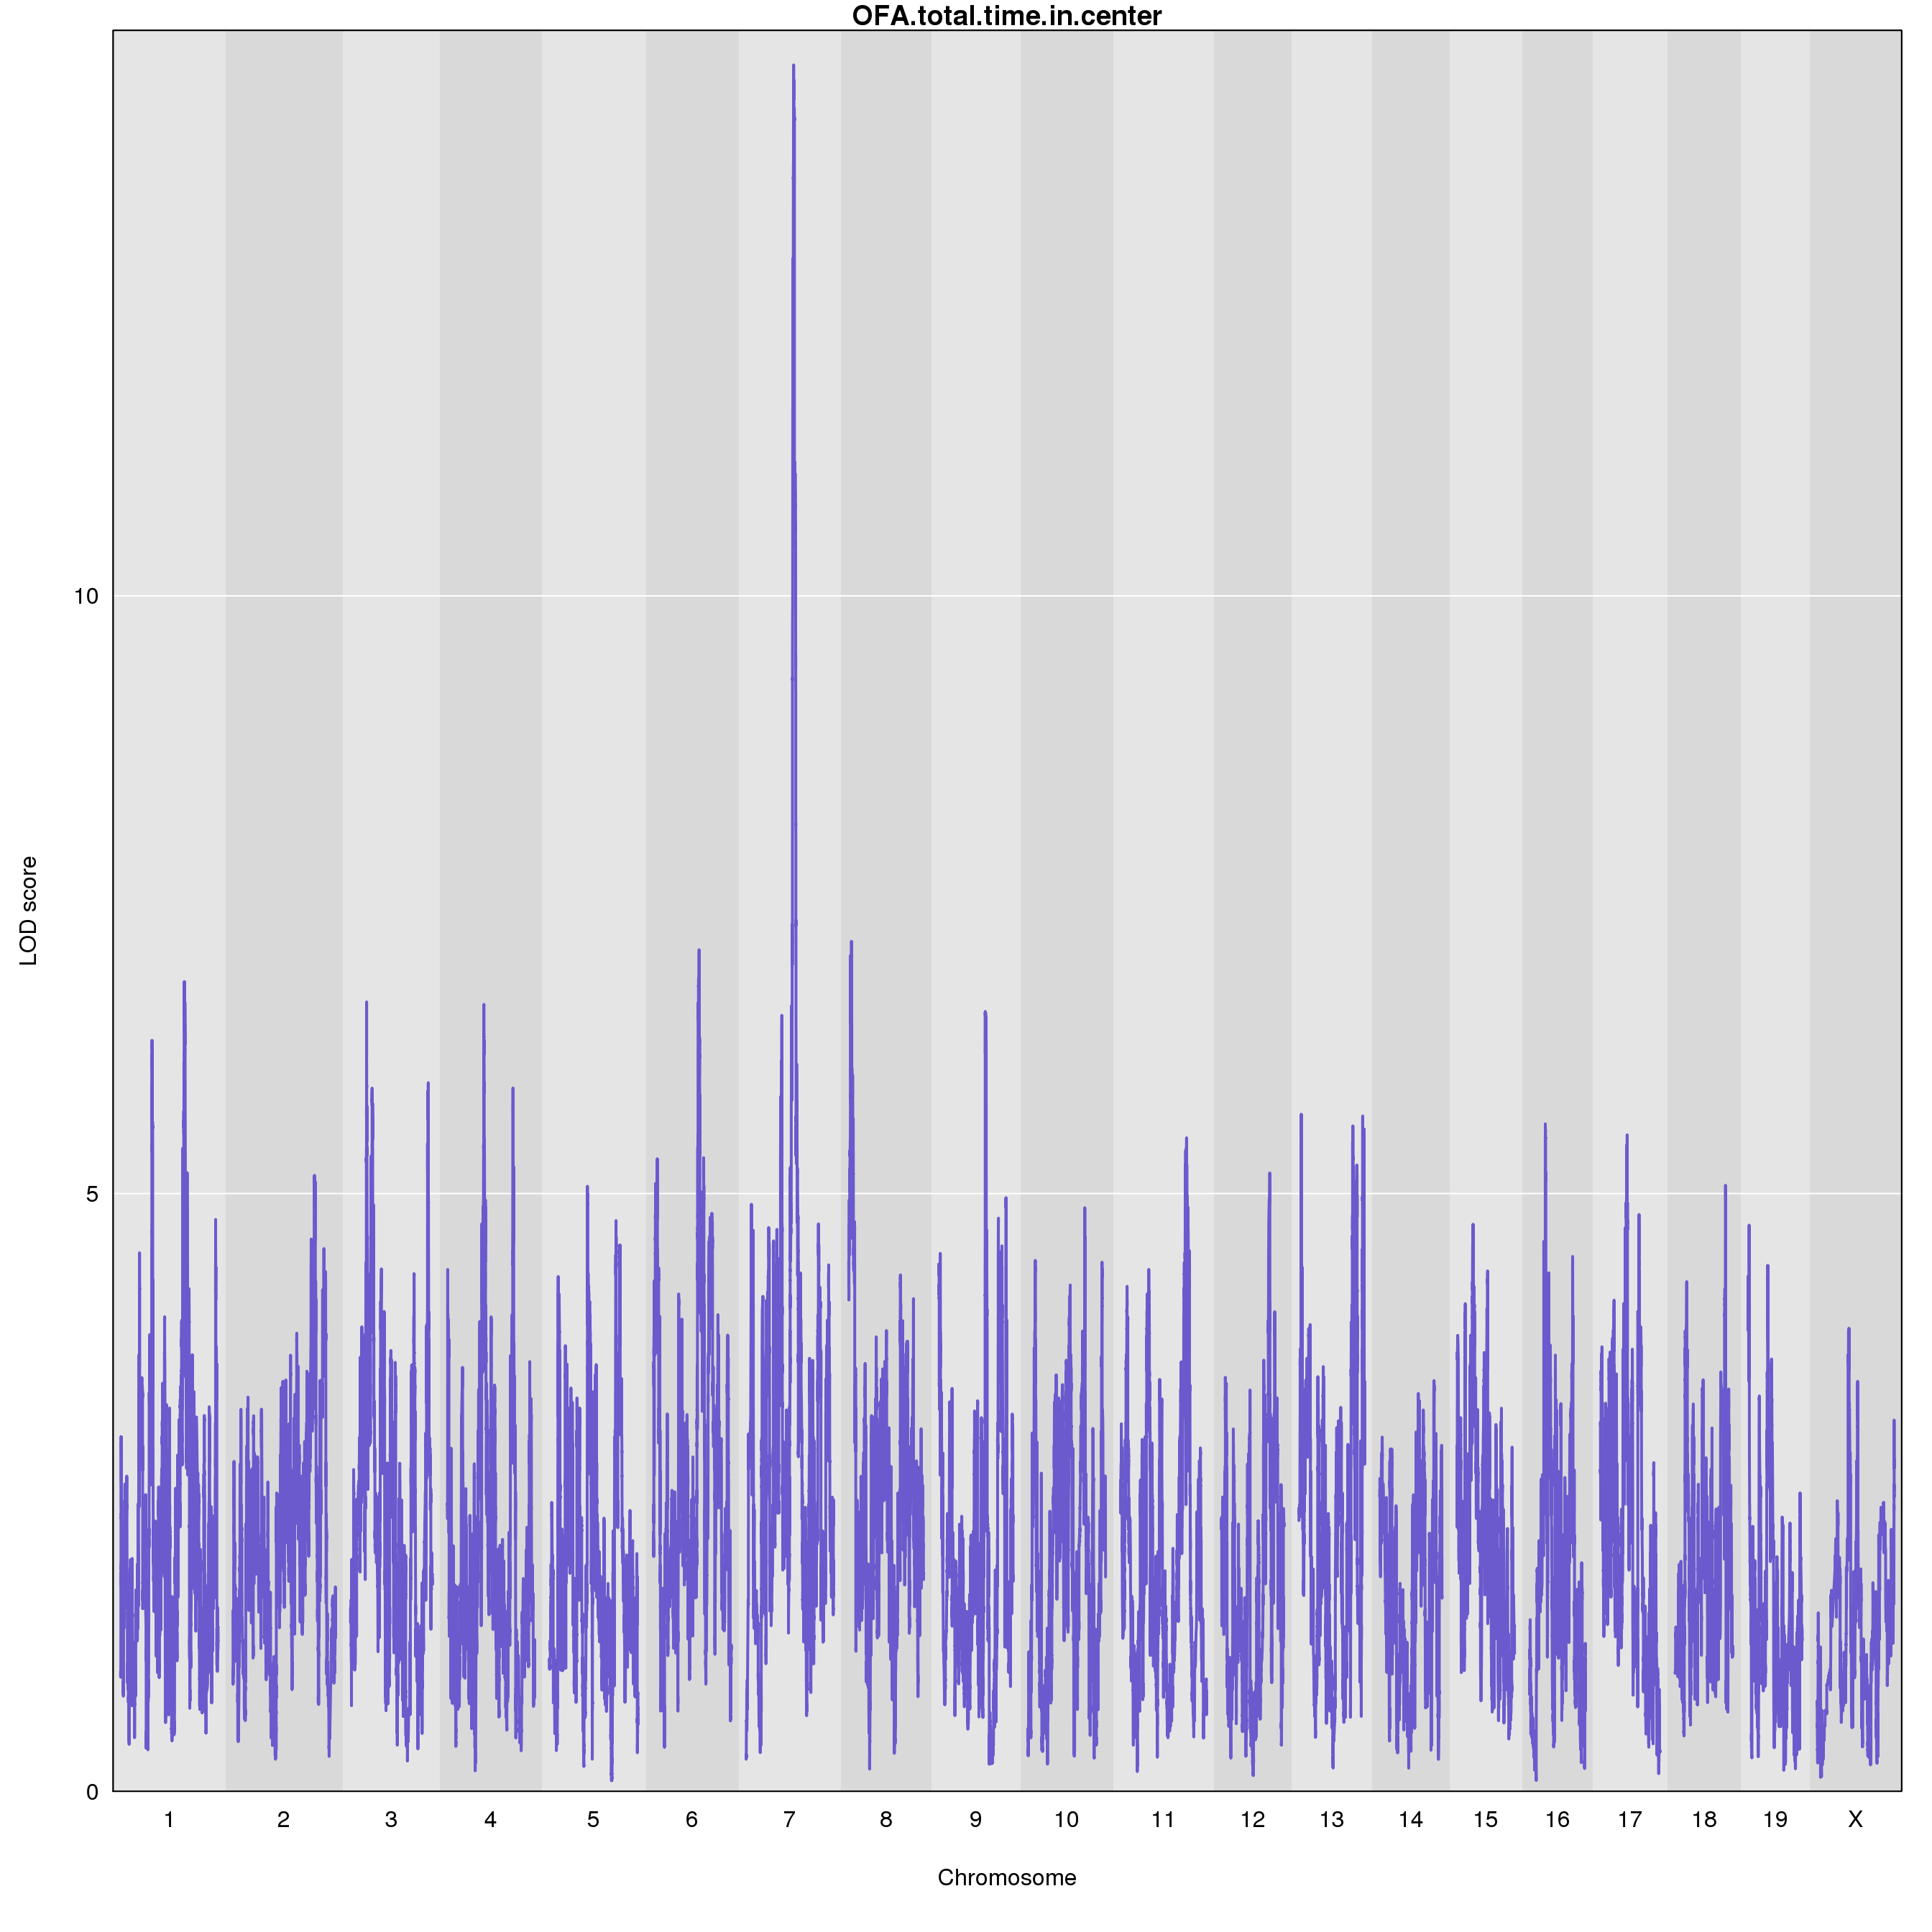 OFA.total.time.in.center
10
5
0
LOD score
1 2 3 4 5 6 7 8 9 10 11 12 13 14 15 16 17 18 19 X
Chromosome